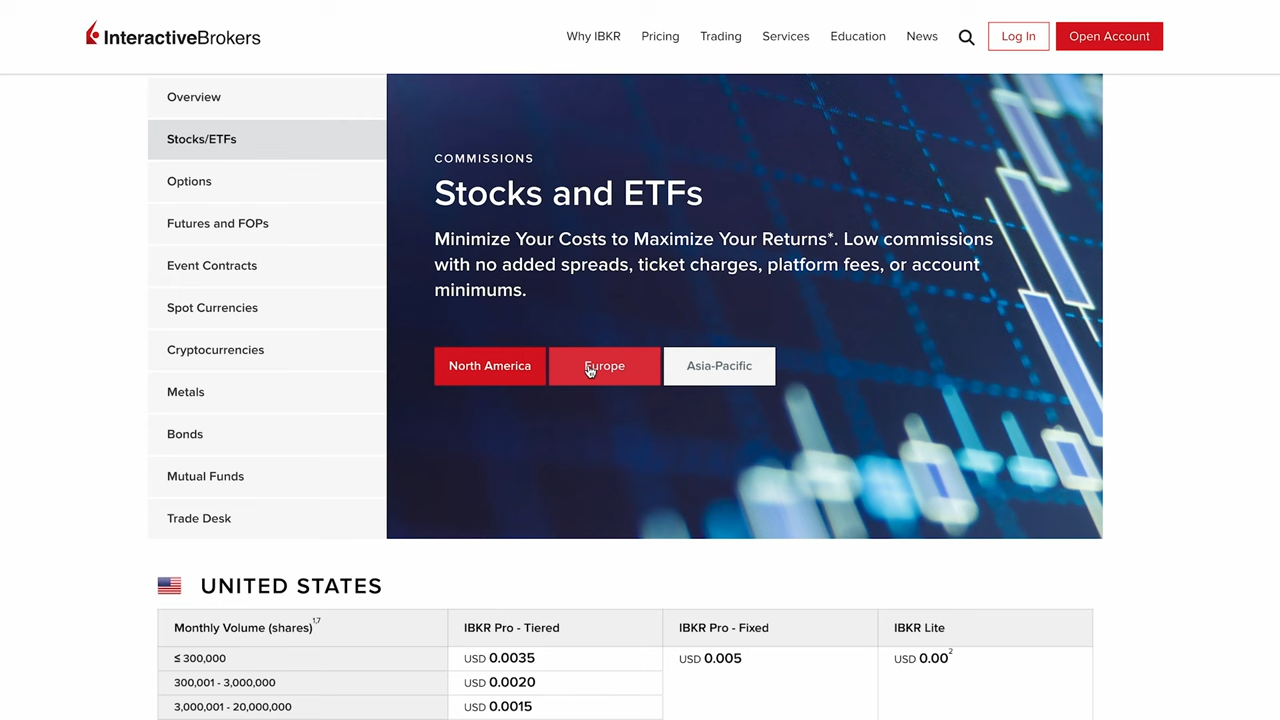 InteractiveBrokers
Why IBKR
Pricing
Trading
Services
Education
News
Log In
Open Account
Overview
Stocks/ETFs
Options
Futures and FOPs
Event Contracts
Spot Currencies
Cryptocurrencies
Metals
Bonds
Mutual Funds
Trade Desk
COMMISSIONS
Stocks and ETFs
Minimize Your Costs to Maximize Your Returns*. Low commissions
with no added spreads, ticket charges, platform fees, or account
minimums.
North America
Europe
Asia-Pacific
UNITED STATES
Monthly Volume (shares)1,7
IBKR Pro - Tiered
IBKR Pro - Fixed
IBKR Lite
≤ 300,000
USD 0.0035
USD 0.005
USD 0.002
300,001 - 3,000,000
USD 0.0020
3,000,001 - 20,000,000
USD 0.0015